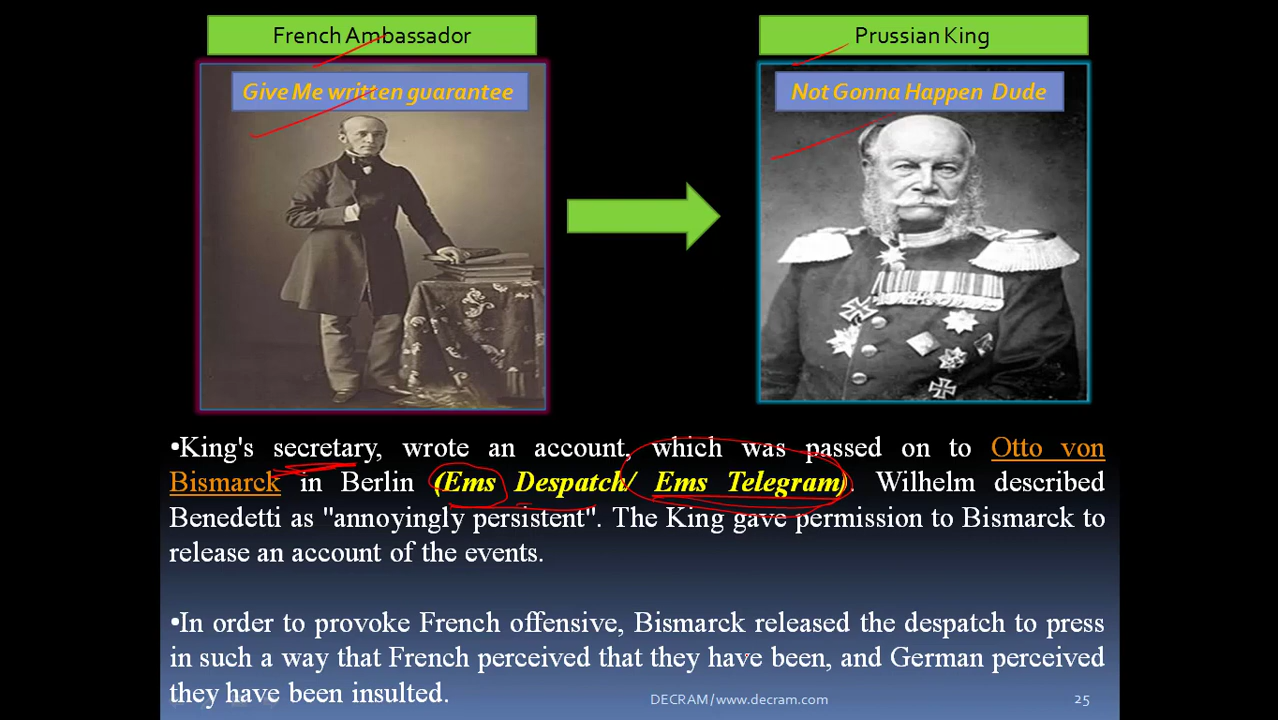 French Ambassador
Prussian King
Give Me written guarantee
Not Gonna Happen Dude
•King's secretary, wrote an account, which was passed on to Otto von
Bismarck in Berlin (Ems Despatch/ Ems Telegram). Wilhelm described
Benedetti as "annoyingly persistent". The King gave permission to Bismarck to
release an account of the events.
•In order to provoke French offensive, Bismarck released the despatch to press
in such a way that French perceived that they have been, and German perceived
they have been insulted.
DECRAM/www.decram.com
25